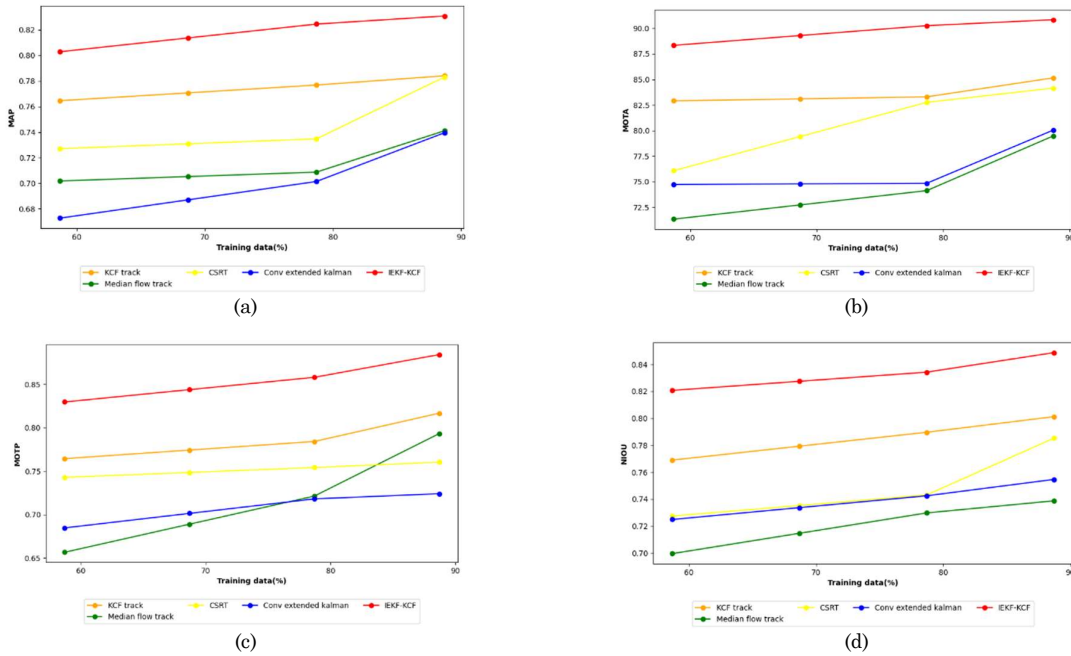 0.82
0.80
0.78
0.76
0.74
0.72
0.70
0.68
MAP
60 70 80 90
Training data(%)
KCF track CSRT Conv extended kalman IEKF-KCF
Median flow track
(a)
90.0
87.5
85.0
82.5
80.0
77.5
75.0
72.5
MOTA
60 70 80 90
Training data(%)
KCF track CSRT Conv extended kalman IEKF-KCF
Median flow track
(b)
0.85
0.80
0.75
0.70
0.65
MOTP
60 70 80 90
Training data(%)
KCF track CSRT Conv extended kalman IEKF-KCF
Median flow track
(c)
0.84
0.82
0.80
0.78
0.76
0.74
0.72
0.70
NIOU
60 70 80 90
Training data(%)
KCF track CSRT Conv extended kalman IEKF-KCF
Median flow track
(d)